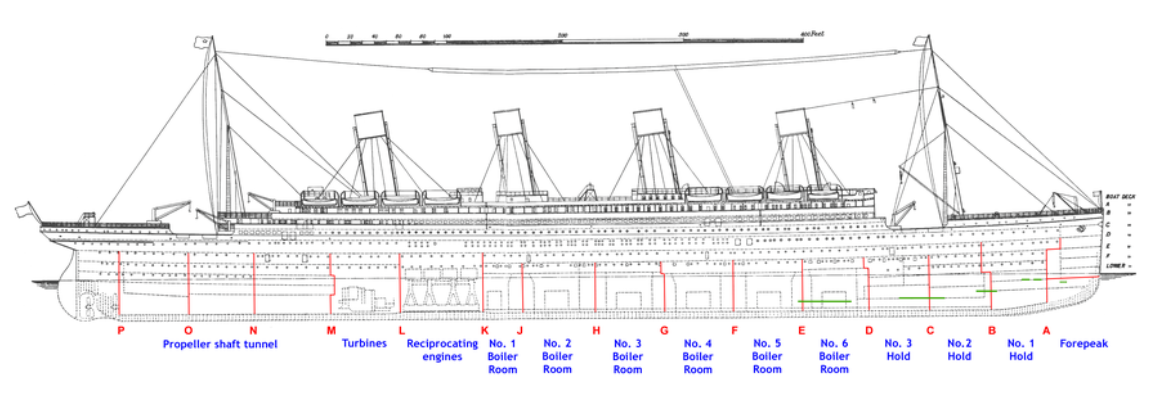 0 20 40 60 80 100 200 300 400 Feet
BOAT DECK
A "
B "
C "
D "
E "
F "
LOWER "
P O N M L K J H G F E D C B A
Propeller shaft tunnel
Turbines
Reciprocating
engines
No. 1
Boiler
Room
No. 2
Boiler
Room
No. 3
Boiler
Room
No. 4
Boiler
Room
No. 5
Boiler
Room
No. 6
Boiler
Room
No. 3
Hold
No.2
Hold
No. 1
Hold
Forepeak